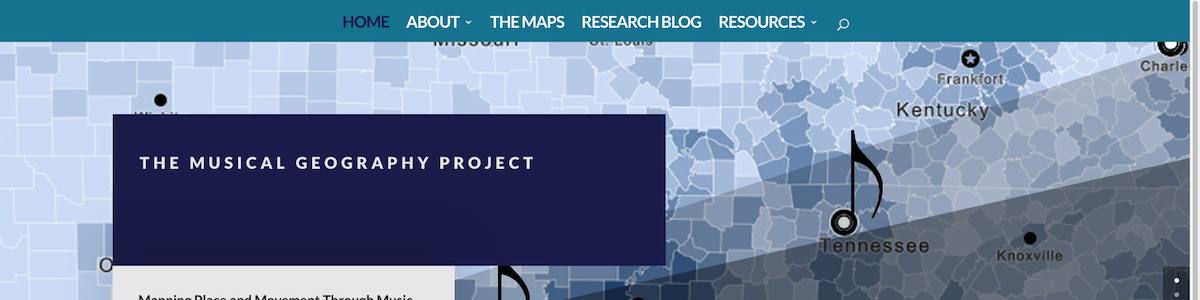 HOME ABOUT THE MAPS RESEARCH BLOG RESOURCES
Missouri St. Louis
Charles
Frankfort
Kentucky
THE MUSICAL GEOGRAPHY PROJECT
Tennessee
Knoxville
O
Mapping Place and Movement Through Music